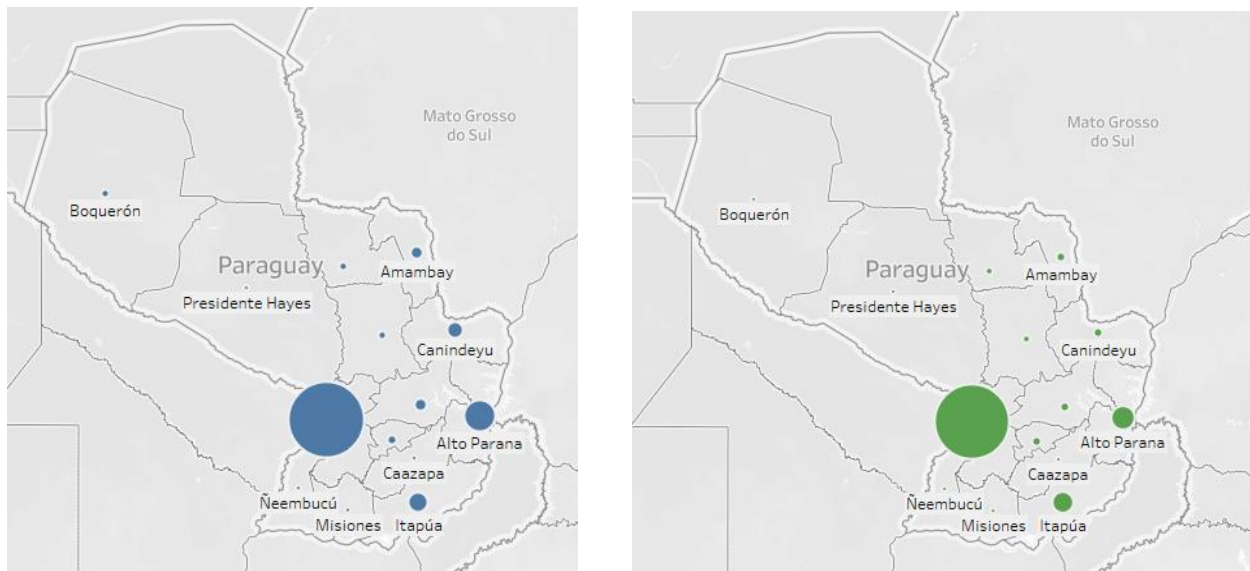 Mato Grosso
do Sul
Boquerón
Paraguay
Amambay
Presidente Hayes
Canindeyu
Alto Parana
Caazapa
Ñeembucú
Misiones
Itapúa
Mato Grosso
do Sul
Boquerón
Paraguay
Amambay
Presidente Hayes
Canindeyu
Alto Parana
Caazapa
Ñeembucú
Misiones
Itapúa